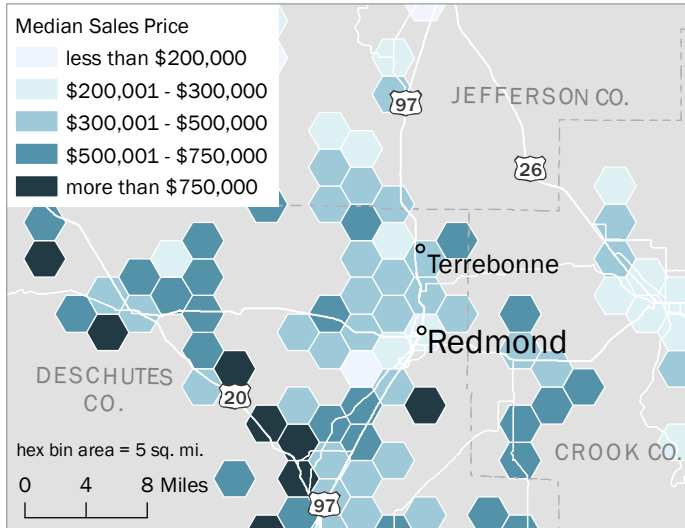 Median Sales Price
less than $200,000
$200,001 - $300,000
$300,001 - $500,000
$500,001 - $750,000
more than $750,000
97
JEFFERSON CO.
26
Terrebonne
Redmond
DESCHUTES
CO.
20
CROOK CO.
hex bin area = 5 sq. mi.
0 4 8 Miles
97